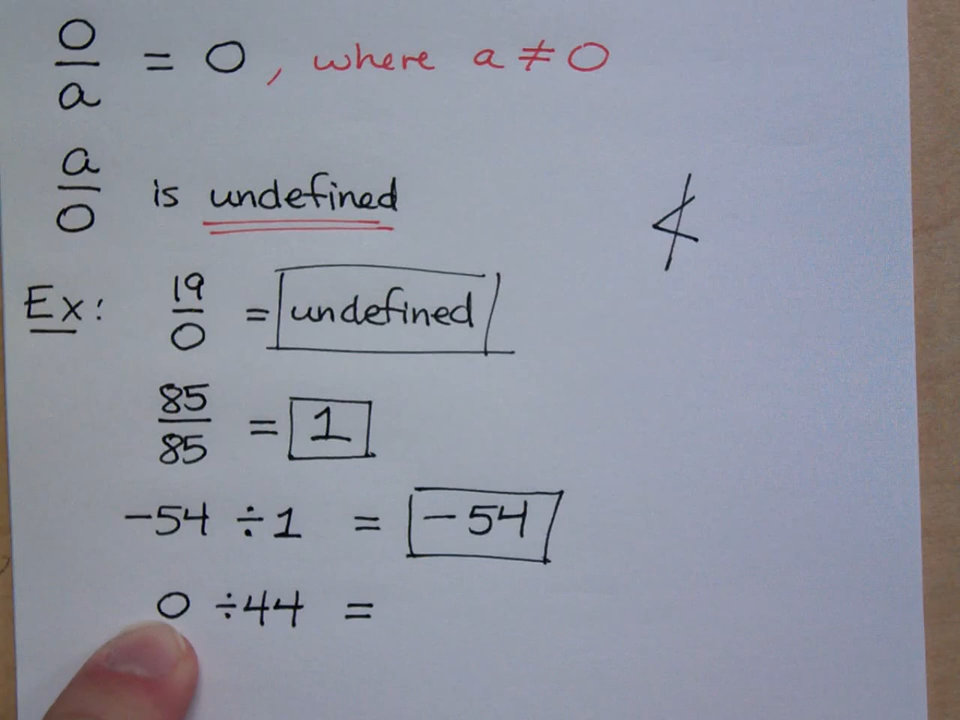 0/a = 0, where a ≠ 0
a/0 is undefined
Ex: 19/0 = undefined
85/85 = 1
-54 ÷ 1 = -54
0 ÷ 44 =